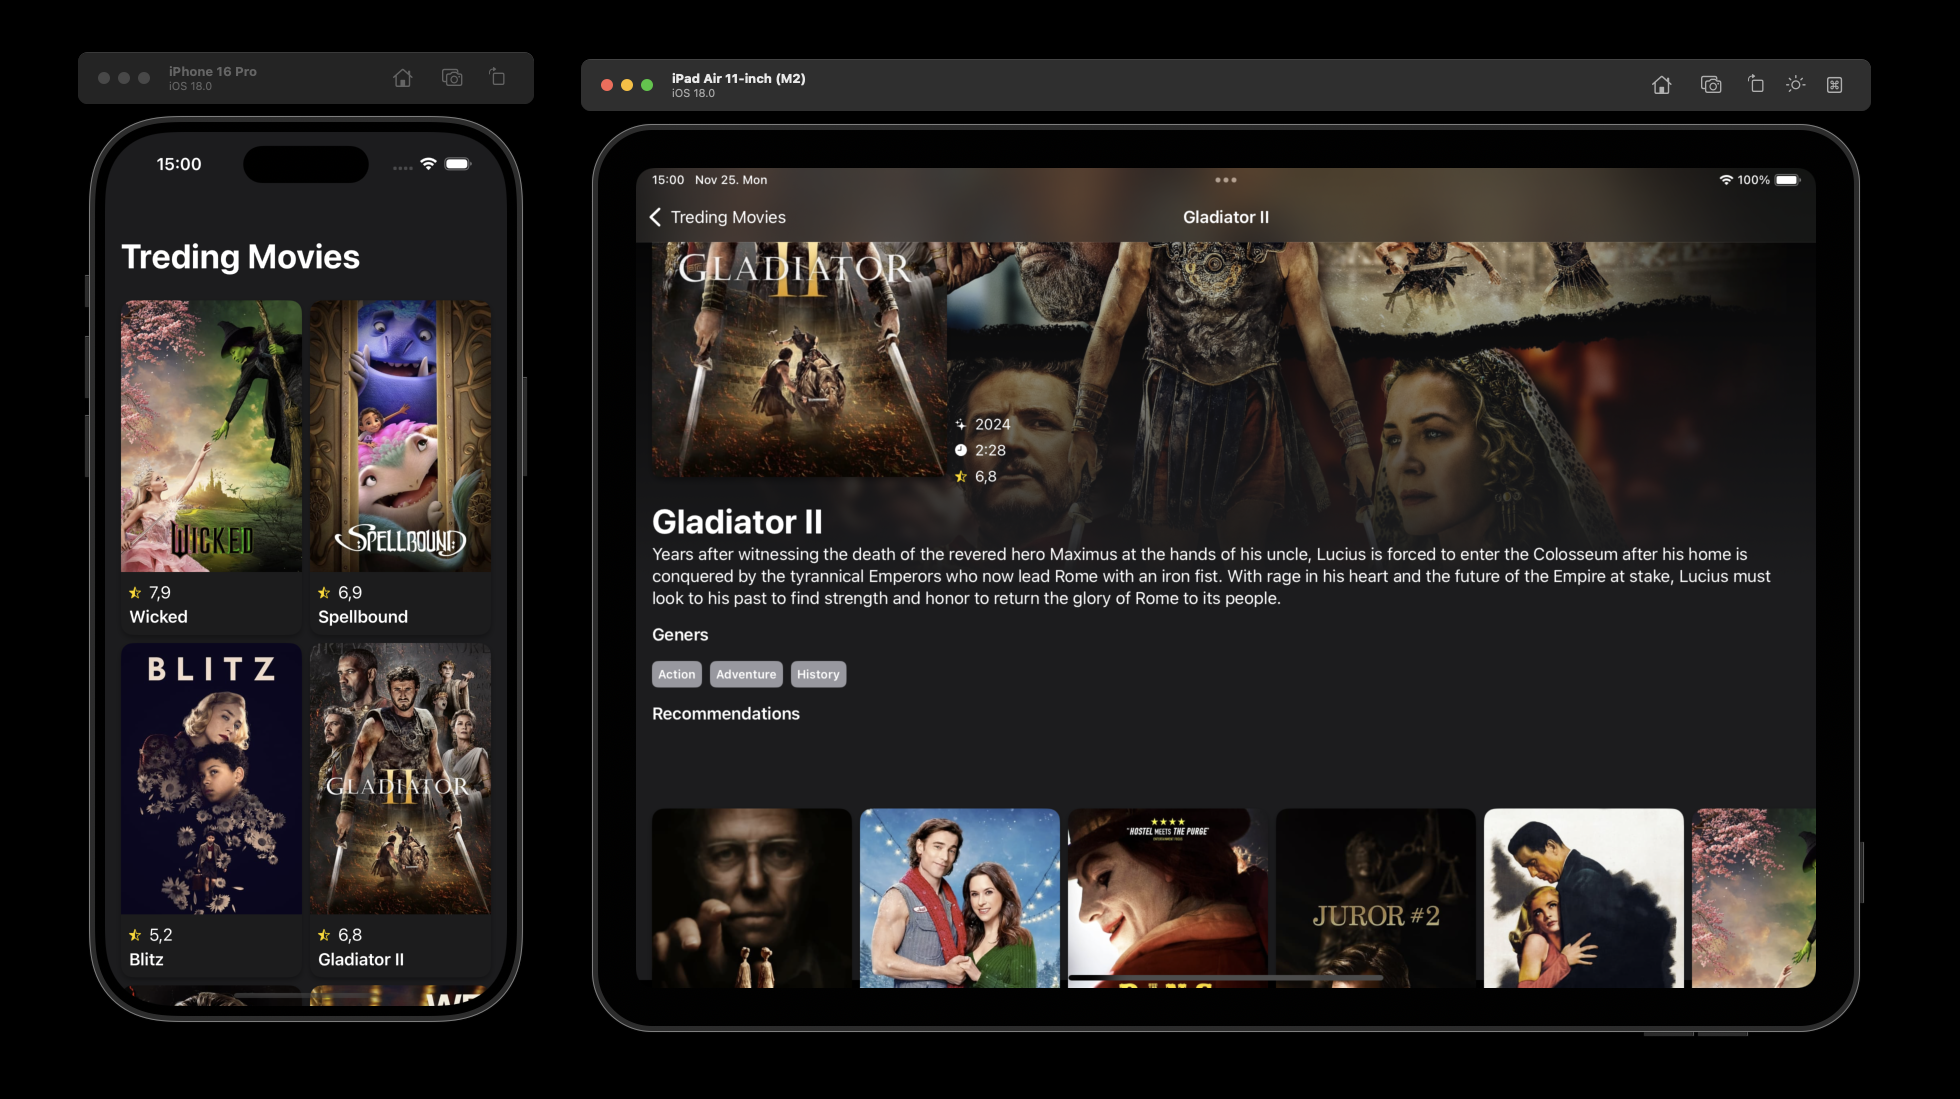 iPhone 16 Pro
iOS 18.0
15:00
Treding Movies
WICKED
SPELLBOUND
7,9
Wicked
6,9
Spellbound
BLITZ
GLADIATOR II
5,2
Blitz
6,8
Gladiator II
iPad Air 11-inch (M2)
iOS 18.0
15:00 Nov 25. Mon
100%
Treding Movies
Gladiator II
GLADIATOR II
2024
2:28
6,8
Gladiator II
Years after witnessing the death of the revered hero Maximus at the hands of his uncle, Lucius is forced to enter the Colosseum after his home is
conquered by the tyrannical Emperors who now lead Rome with an iron fist. With rage in his heart and the future of the Empire at stake, Lucius must
look to his past to find strength and honor to return the glory of Rome to its people.
Geners
Action
Adventure
History
Recommendations
"HOSTEL MEETS THE PURGE"
JUROR #2